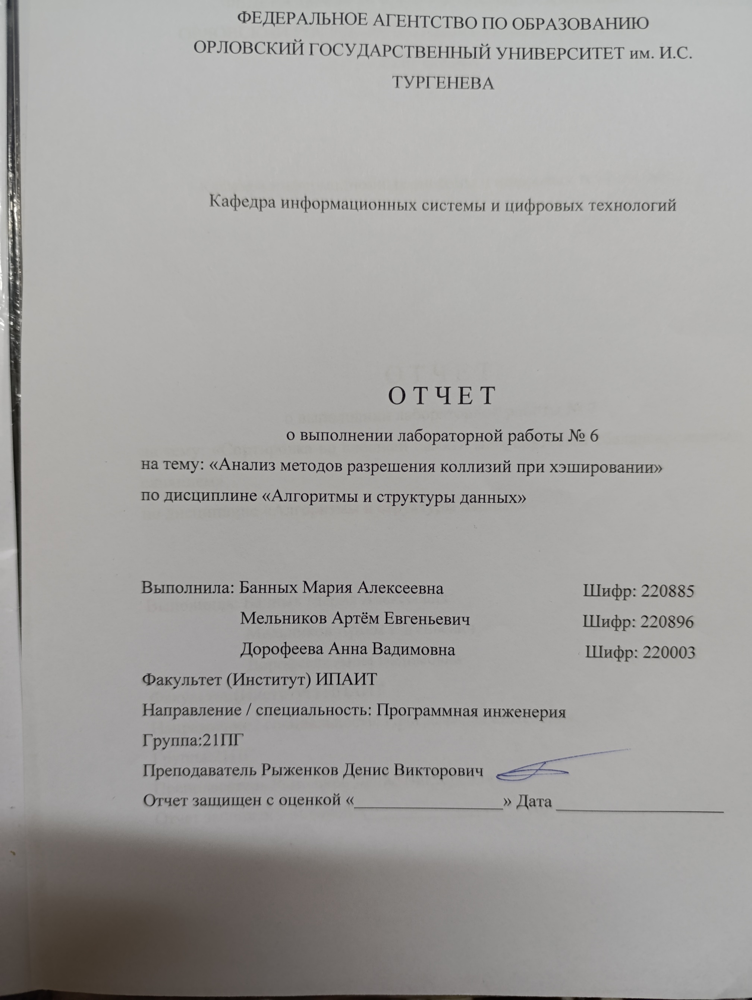 ФЕДЕРАЛЬНОЕ АГЕНТСТВО ПО ОБРАЗОВАНИЮ
ОРЛОВСКИЙ ГОСУДАРСТВЕННЫЙ УНИВЕРСИТЕТ им. И.С.
ТУРГЕНЕВА
Кафедра информационных системы и цифровых технологий
О Т Ч Е Т
о выполнении лабораторной работы № 6
на тему: «Анализ методов разрешения коллизий при хэшировании»
по дисциплине «Алгоритмы и структуры данных»
Выполнила: Банных Мария Алексеевна Шифр: 220885
Мельников Артём Евгеньевич Шифр: 220896
Дорофеева Анна Вадимовна Шифр: 220003
Факультет (Институт) ИПАИТ
Направление / специальность: Программная инженерия
Группа:21ПГ
Преподаватель Рыженков Денис Викторович
Отчет защищен с оценкой «_________________» Дата ___________________